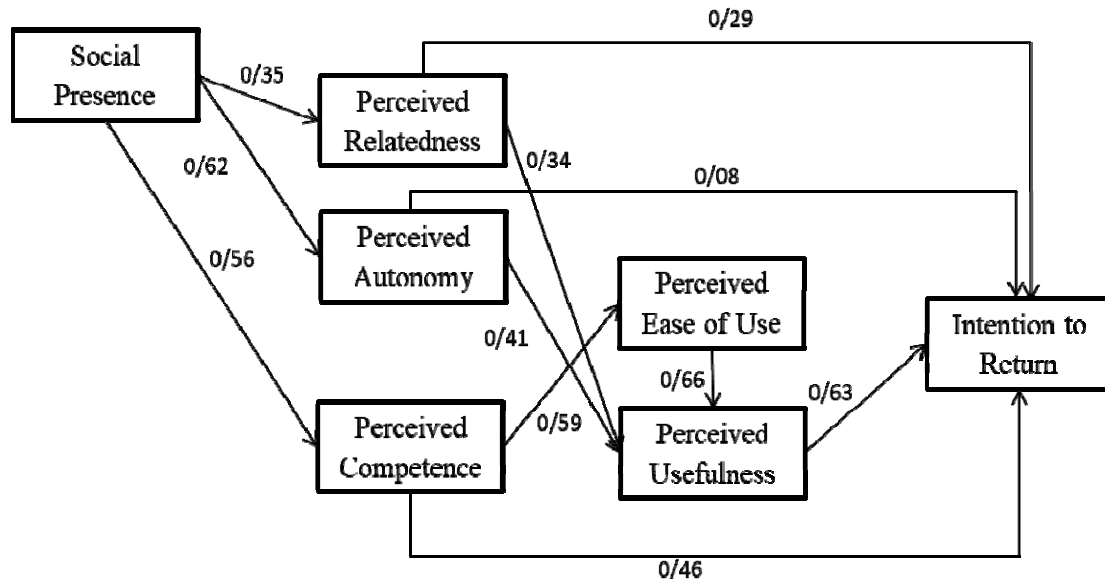 0/29
Social
Presence
0/35
Perceived
Relatedness
0/34
0/62
0/08
Perceived
Autonomy
0/56
Perceived
Ease of Use
Intention to
Return
0/41
0/66
0/63
Perceived
Competence
0/59
Perceived
Usefulness
0/46